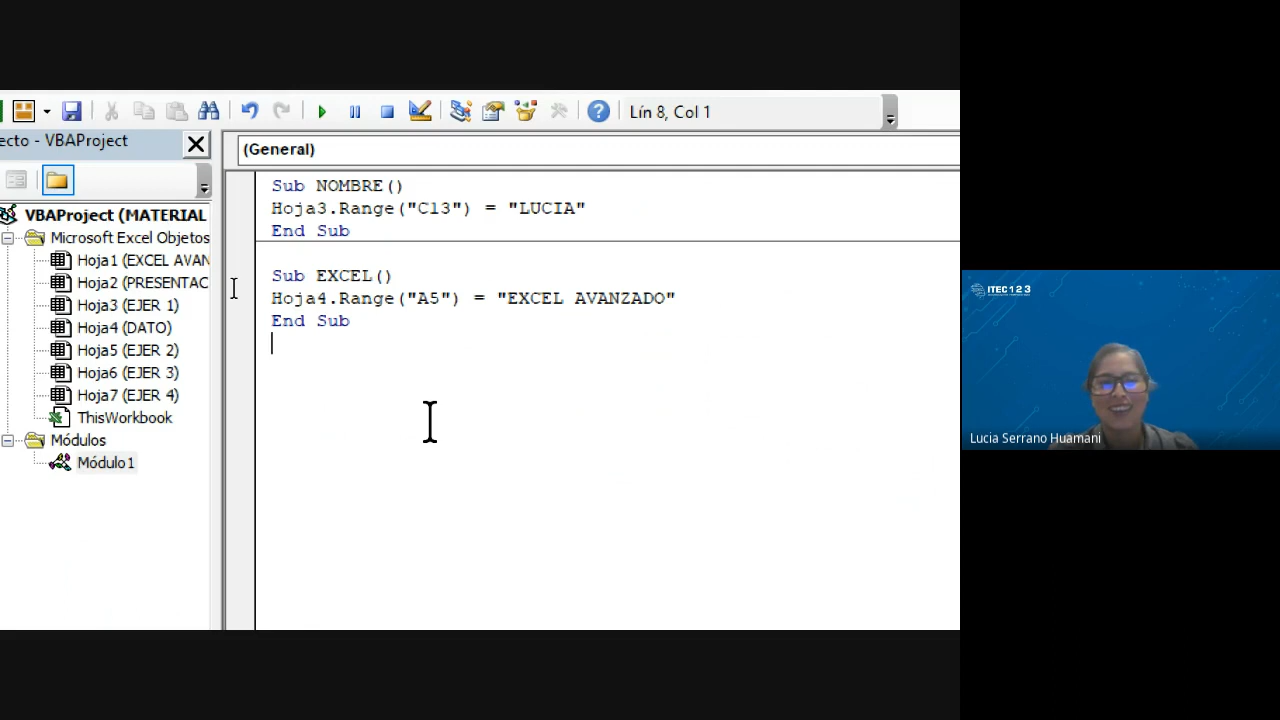 Lín 8, Col 1
ecto - VBAProject
(General)
VBAProject (MATERIAL
Microsoft Excel Objetos
Hoja1 (EXCEL AVAN
Hoja2 (PRESENTAC
Hoja3 (EJER 1)
Hoja4 (DATO)
Hoja5 (EJER 2)
Hoja6 (EJER 3)
Hoja7 (EJER 4)
ThisWorkbook
Módulos
Módulo1
Sub NOMBRE()
Hoja3.Range("C13") = "LUCIA"
End Sub
Sub EXCEL()
Hoja4.Range("A5") = "EXCEL AVANZADO"
End Sub
ITEC123
Lucia Serrano Huamani